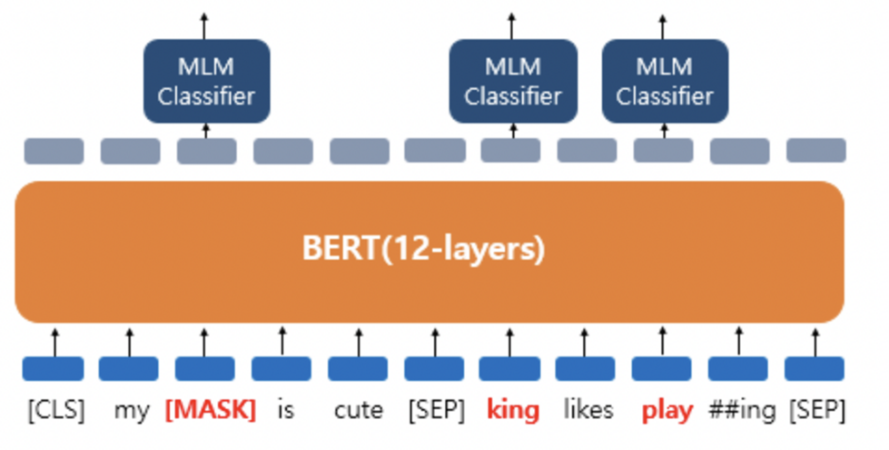 MLM
Classifier
MLM
Classifier
MLM
Classifier
BERT(12-layers)
[CLS] my [MASK] is cute [SEP] king likes play ##ing [SEP]